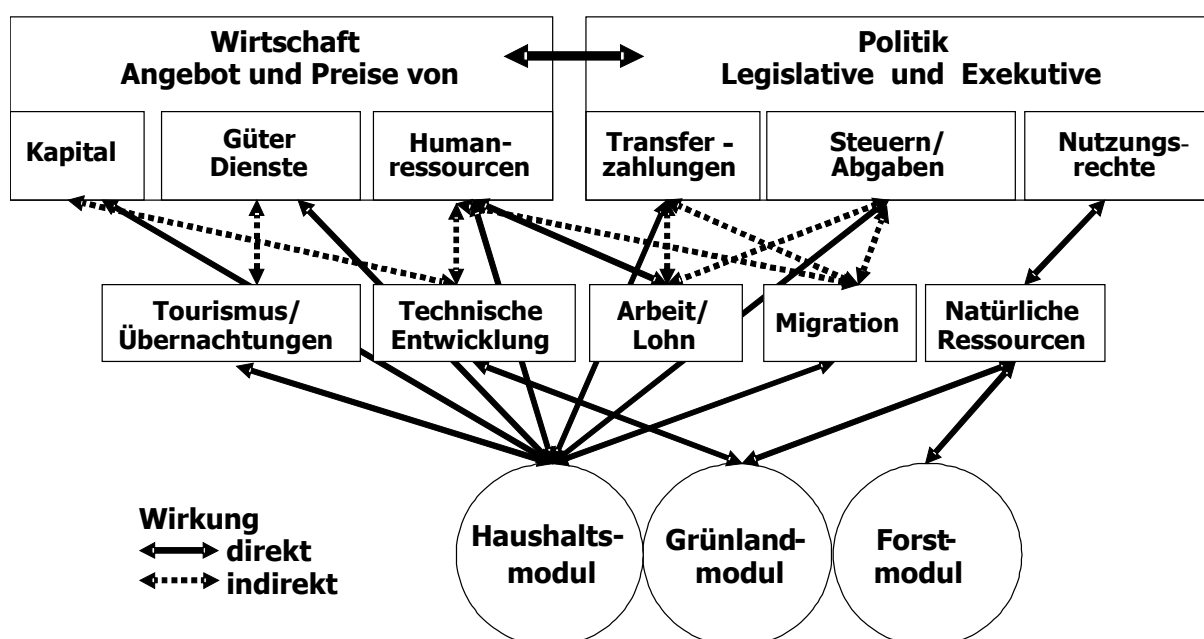 Wirtschaft
Angebot und Preise von
Politik
Legislative und Exekutive
Kapital
Güter
Dienste
Human-
ressourcen
Transfer -
zahlungen
Steuern/
Abgaben
Nutzungs-
rechte
Tourismus/
Übernachtungen
Technische
Entwicklung
Arbeit/
Lohn
Migration
Natürliche
Ressourcen
Wirkung
direkt
indirekt
Haushalts-
modul
Grünland-
modul
Forst-
modul